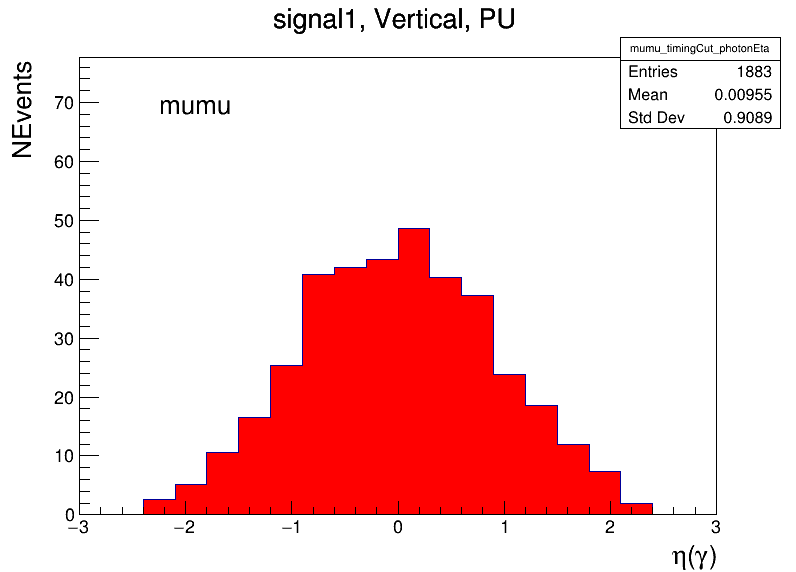 signal1, Vertical, PU
mumu_timingCut_photonEta
Entries 1883
Mean 0.00955
Std Dev 0.9089
NEvents
mumu
70
60
50
40
30
20
10
0
−3 −2 −1 0 1 2 3
η(γ)